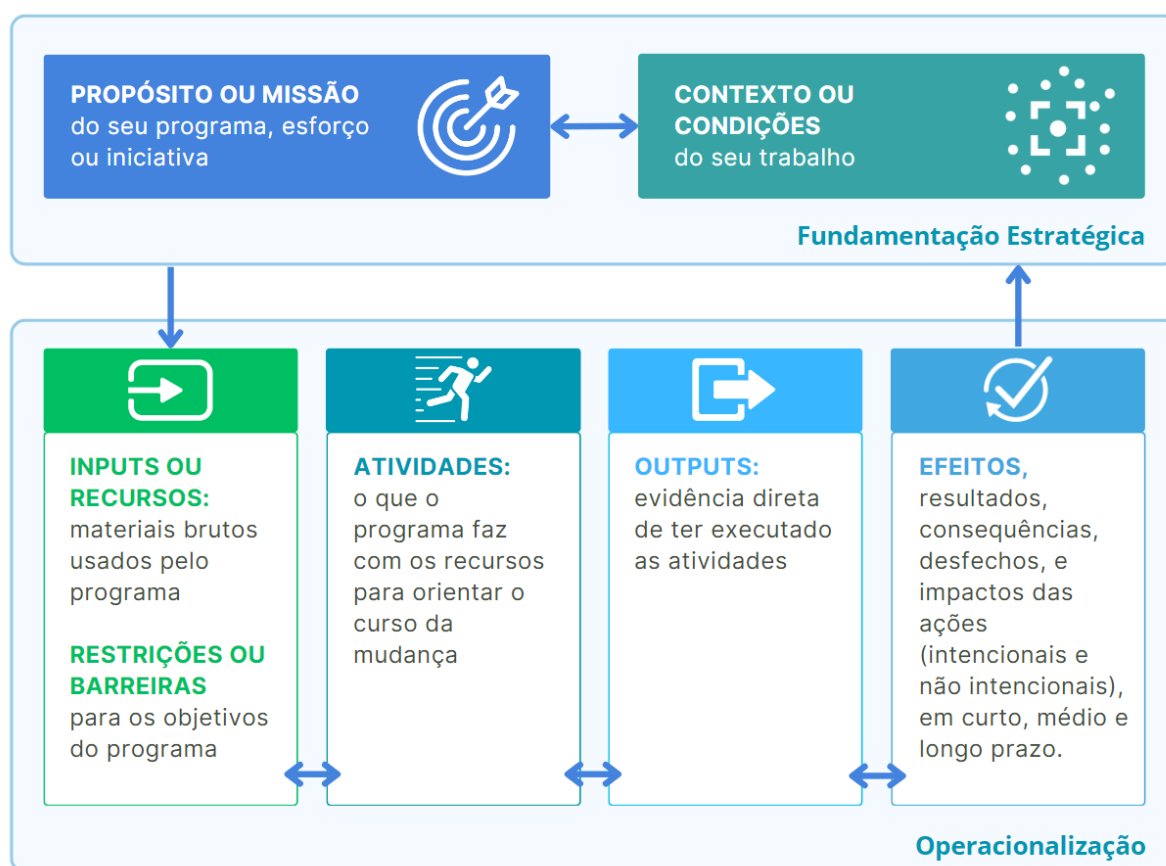 PROPÓSITO OU MISSÃO
do seu programa, esforço
ou iniciativa
CONTEXTO OU
CONDIÇÕES
do seu trabalho
Fundamentação Estratégica
INPUTS OU
RECURSOS:
materiais brutos
usados pelo
programa
RESTRIÇÕES OU
BARREIRAS
para os objetivos
do programa
ATIVIDADES:
o que o
programa faz
com os recursos
para orientar o
curso da
mudança
OUTPUTS:
evidência direta
de ter executado
as atividades
EFEITOS,
resultados,
consequências,
desfechos, e
impactos das
ações
(intencionais e
não intencionais),
em curto, médio e
longo prazo.
Operacionalização